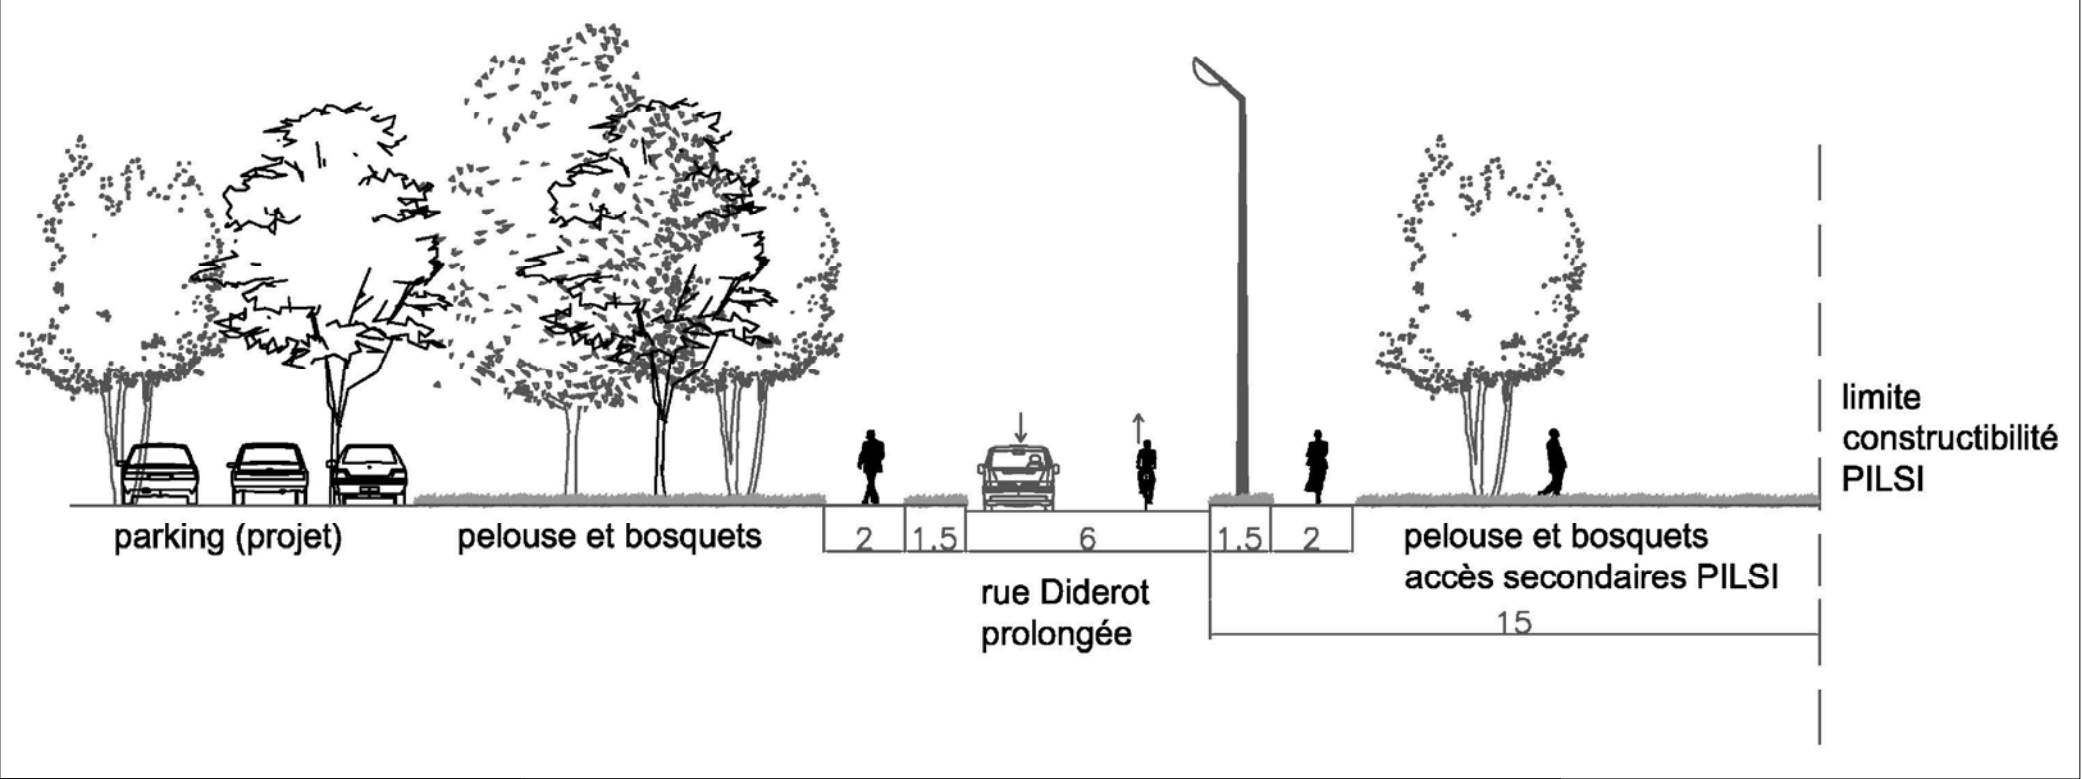 limite
constructibilité
PILSI
parking (projet)
pelouse et bosquets
2
1.5
6
1.5
2
pelouse et bosquets
accès secondaires PILSI
rue Diderot
prolongée
15